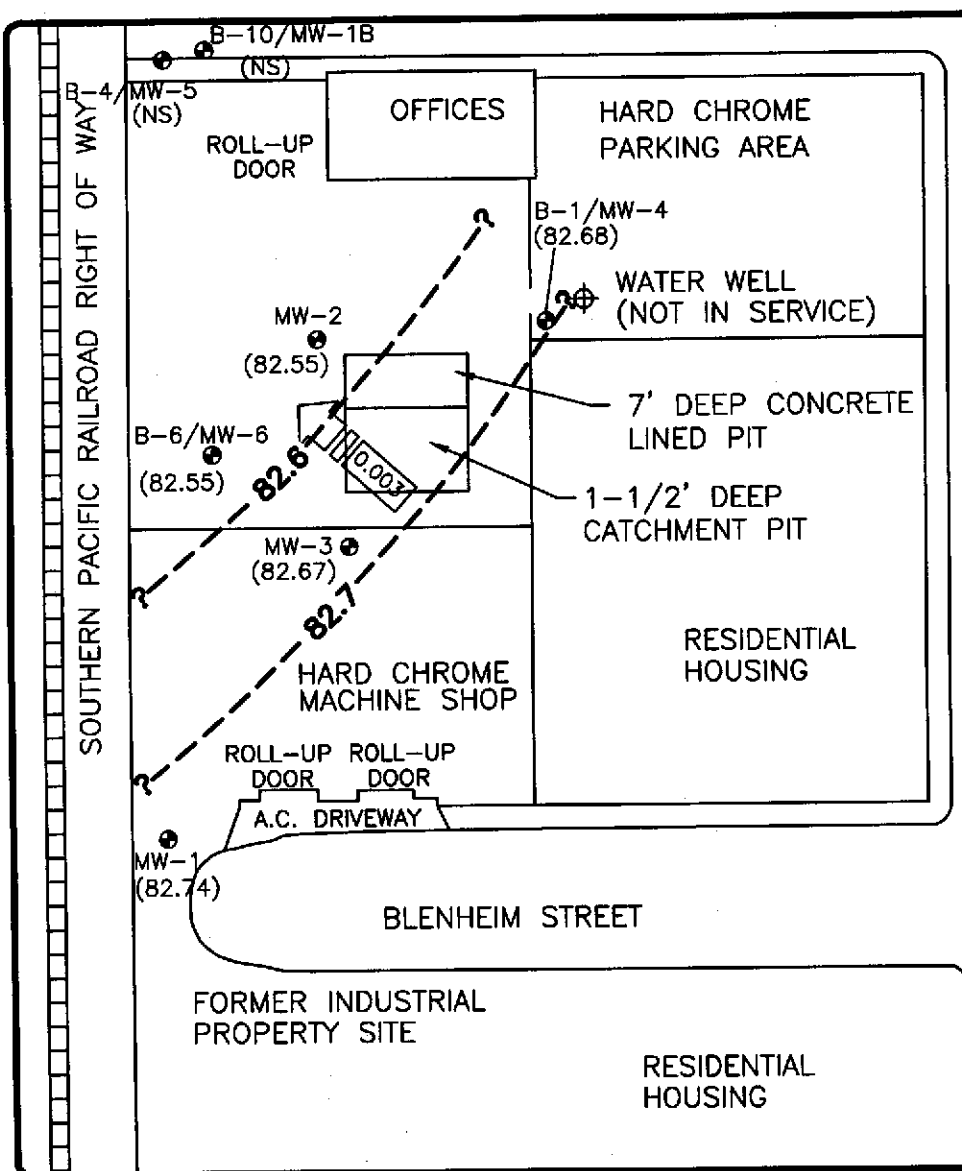 B-10/MW-1B
(NS)
B-4/MW-5
(NS)
OFFICES
HARD CHROME
PARKING AREA
ROLL-UP
DOOR
SOUTHERN PACIFIC RAILROAD RIGHT OF WAY
?
B-1/MW-4
(82.68)
?
WATER WELL
(NOT IN SERVICE)
MW-2
(82.55)
7' DEEP CONCRETE
LINED PIT
B-6/MW-6
(82.55)
82.6
0.003
1-1/2' DEEP
CATCHMENT PIT
MW-3
(82.67)
?
82.7
RESIDENTIAL
HOUSING
HARD CHROME
MACHINE SHOP
?
ROLL-UP
DOOR
ROLL-UP
DOOR
A.C. DRIVEWAY
MW-1
(82.74)
BLENHEIM STREET
FORMER INDUSTRIAL
PROPERTY SITE
RESIDENTIAL
HOUSING